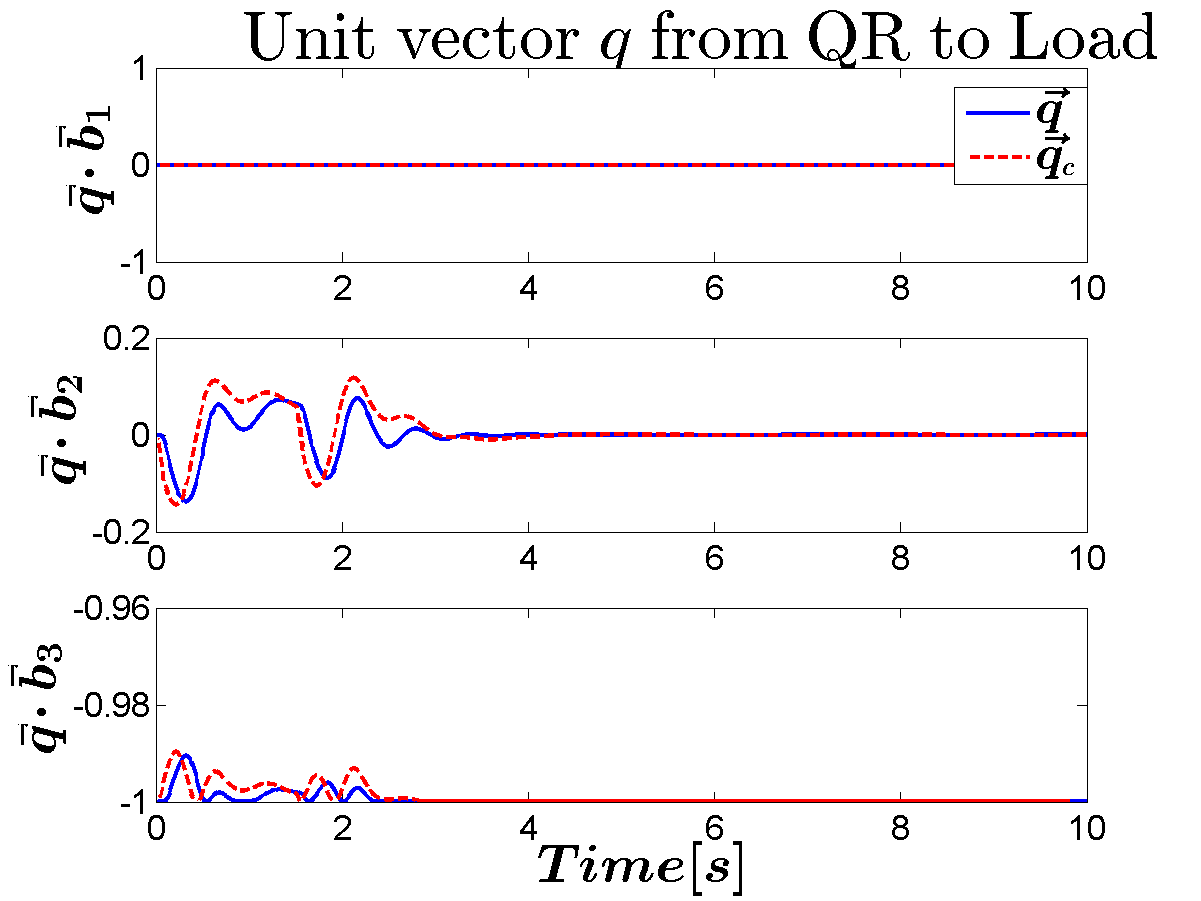 Unit vector q from QR to Load
1
0
-1
q⃗ · b⃗₁
q⃗
q⃗c
0 2 4 6 8 10
0.2
0
-0.2
q⃗ · b⃗₂
0 2 4 6 8 10
-0.96
-0.98
-1
q⃗ · b⃗₃
0 2 4 6 8 10
Time[s]